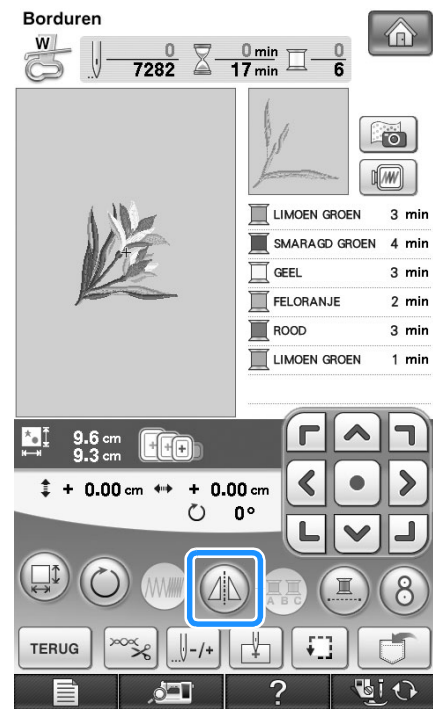 Borduren
W
0 0 min 0
7282 17 min 6
LIMOEN GROEN 3 min
SMARAGD GROEN 4 min
GEEL 3 min
FELORANJE 2 min
ROOD 3 min
LIMOEN GROEN 1 min
9.6 cm
9.3 cm
+ 0.00 cm + 0.00 cm
0°
A B C 8
TERUG -/+
?